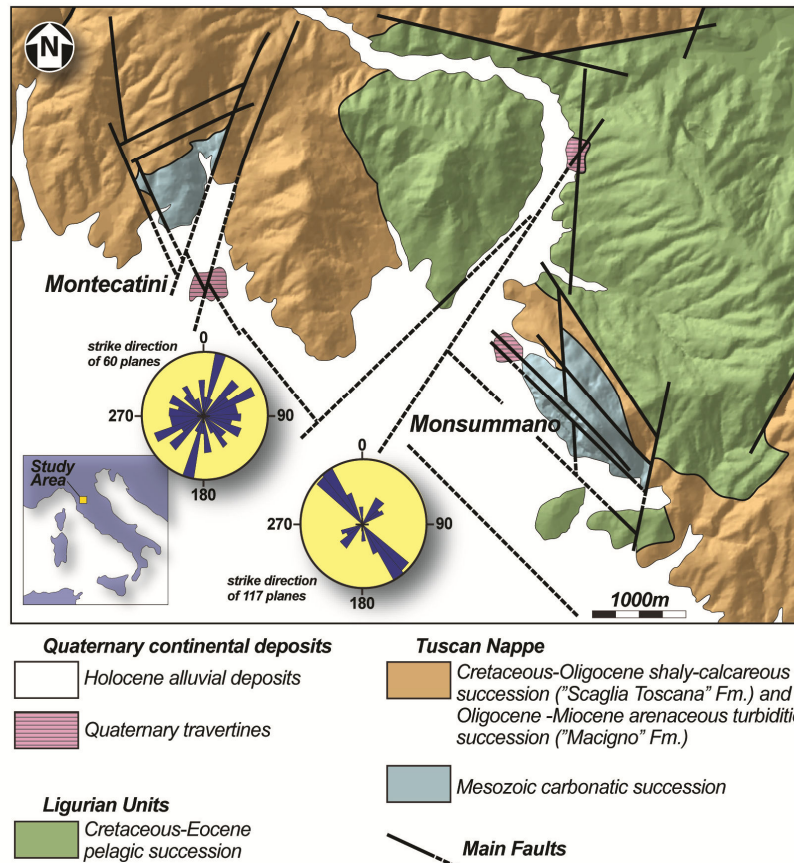 N
Montecatini
strike direction
of 60 planes
0
270
90
180
Monsummano
0
270
90
180
strike direction
of 117 planes
Study
Area
1000m
Quaternary continental deposits
Holocene alluvial deposits
Quaternary travertines
Ligurian Units
Cretaceous-Eocene
pelagic succession
Tuscan Nappe
Cretaceous-Oligocene shaly-calcareous
succession ("Scaglia Toscana" Fm.) and
Oligocene -Miocene arenaceous turbiditic
succession ("Macigno" Fm.)
Mesozoic carbonatic succession
Main Faults